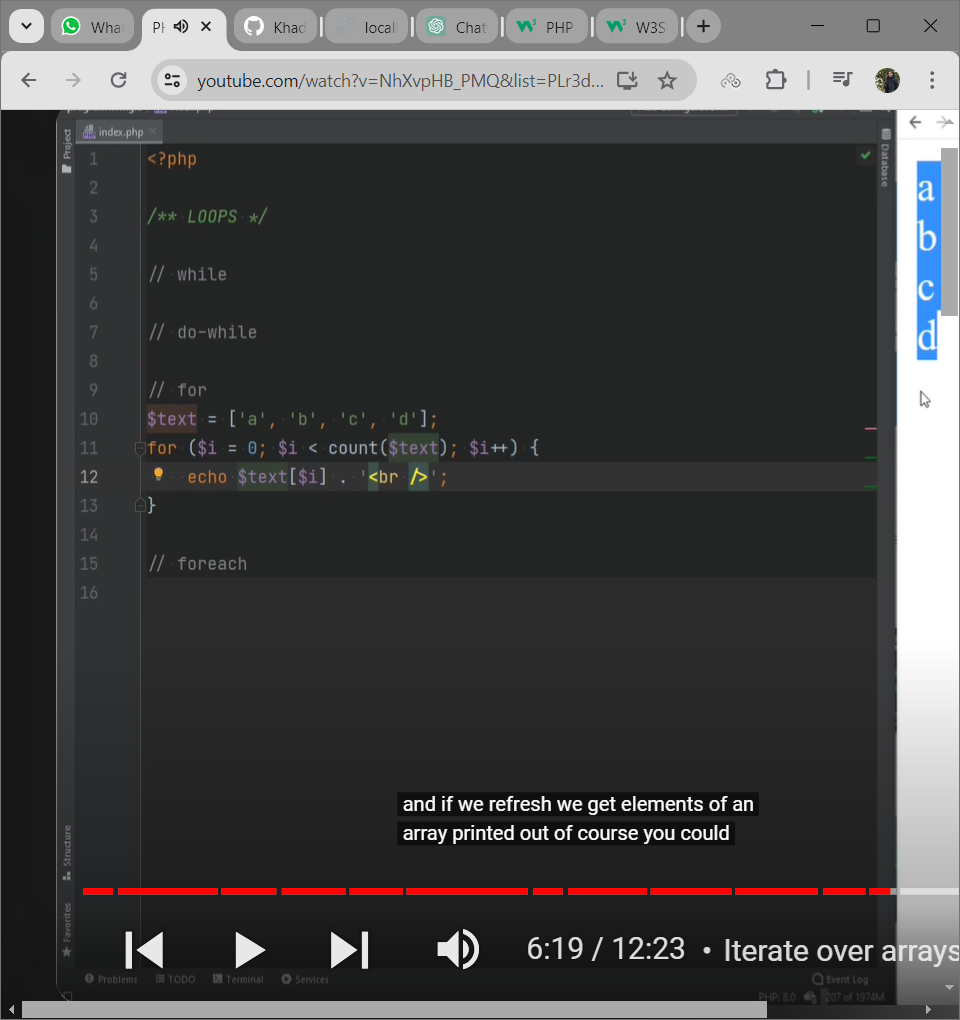 What
PH
Khad
locall
Chat
PHP
W3S
youtube.com/watch?v=NhXvpHB_PMQ&list=PLr3d...
index.php
Project
Database
1 <?php
2
3 /** LOOPS */
4
5 // while
6
7 // do-while
8
9 // for
10 $text = ['a', 'b', 'c', 'd'];
11 for ($i = 0; $i < count($text); $i++) {
12 echo $text[$i] . '<br />';
13 }
14
15 // foreach
16
a
b
c
d
and if we refresh we get elements of an
array printed out of course you could
Structure
Favorites
6:19 / 12:23 • Iterate over arrays
Problems TODO Terminal Services Event Log
PHP: 8.0 207 of 1974M